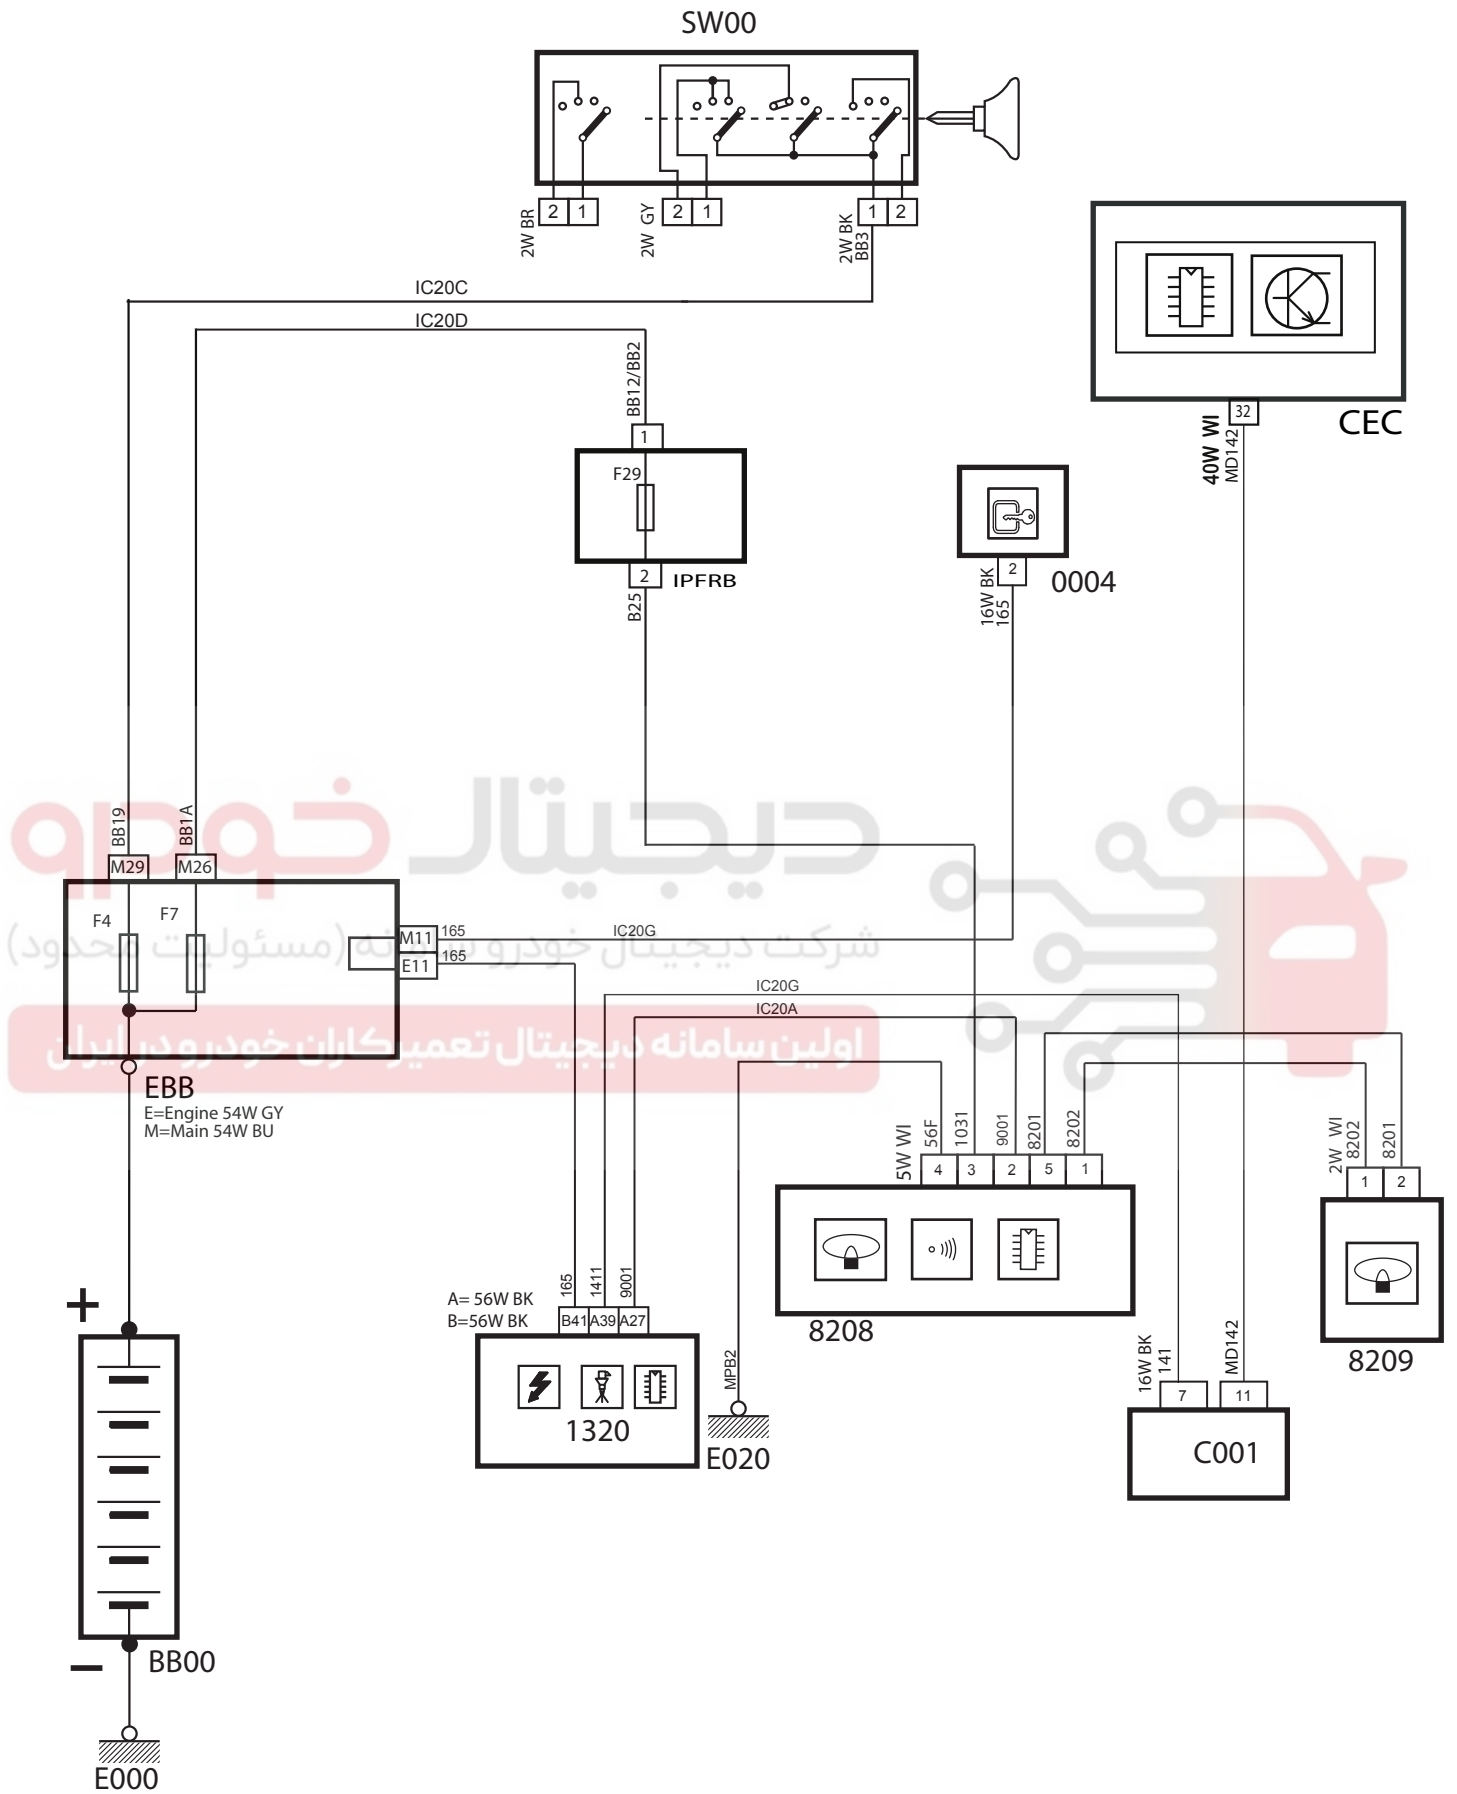 SW00
2W BR
2
1
2W GY
2
1
2W BK
BB3
1
2
IC20C
IC20D
BB12/BB2
1
F29
2
IPFRB
B25
32
CEC
40W WI
MD142
2
0004
16W BK
165
دیجیتال خودرو
شرکت دیجیتال خودرو سامانه (مسئولیت محدود)
اولین سامانه دیجیتال تعمیرکاران خودرو در ایران
BB19
BB1A
M29
M26
F4
F7
M11
165
IC20G
E11
165
IC20G
IC20A
EBB
E=Engine 54W GY
M=Main 54W BU
5W WI
56F
1031
9001
8201
8202
4
3
2
5
1
8208
2W WI
8202
8201
1
2
8209
A= 56W BK
B=56W BK
165
1411
9001
B41
A39
A27
1320
MPB2
E020
16W BK
141
MD142
7
11
C001
+
−
BB00
E000